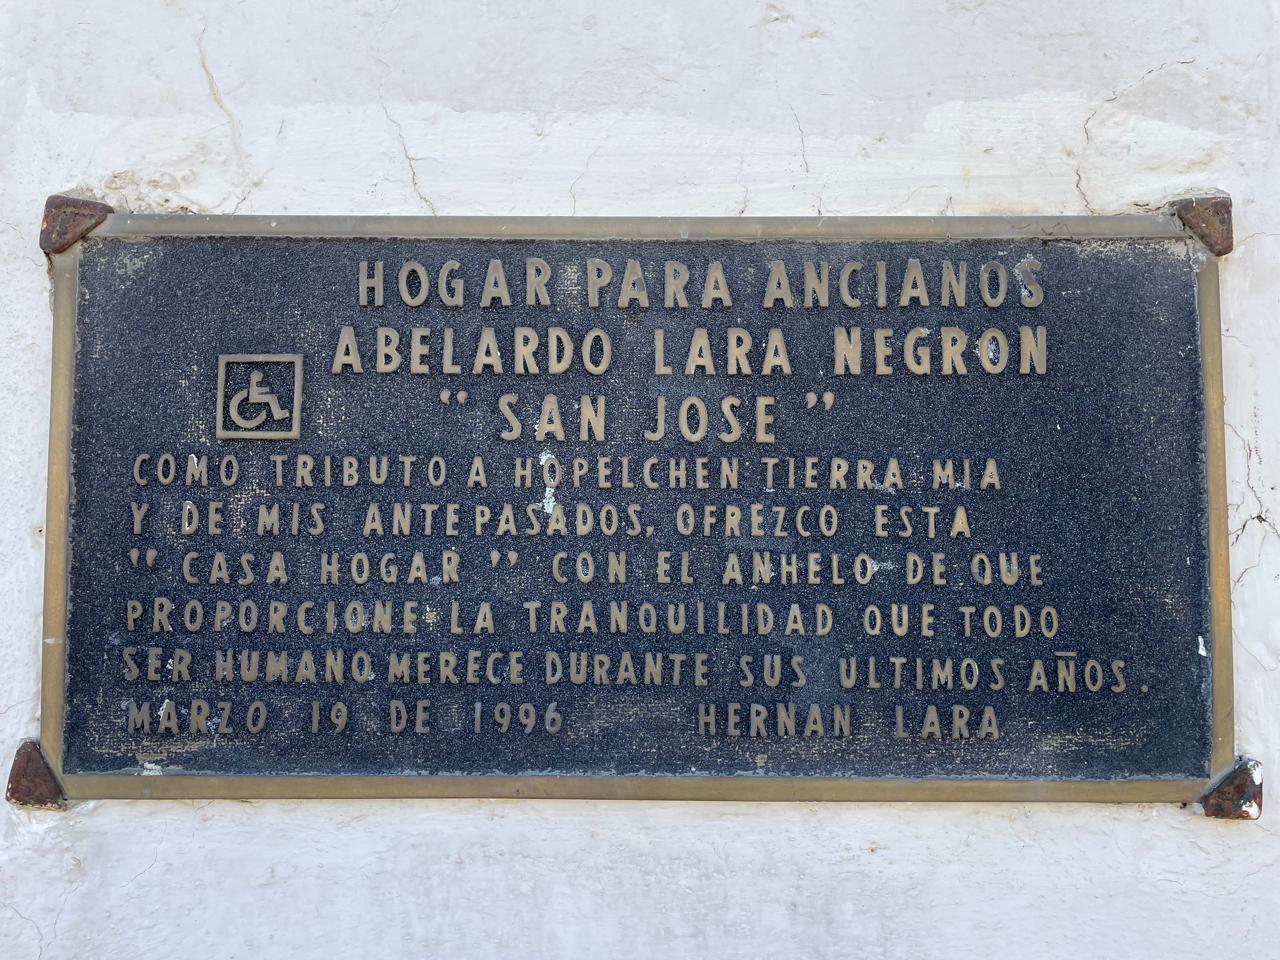 HOGAR PARA ANCIANOS
ABELARDO LARA NEGRON
“ SAN JOSE ”
COMO TRIBUTO A HOPELCHEN TIERRA MIA
Y DE MIS ANTEPASADOS, OFREZCO ESTA
“ CASA HOGAR ” CON EL ANHELO DE QUE
PROPORCIONE LA TRANQUILIDAD QUE TODO
SER HUMANO MERECE DURANTE SUS ULTIMOS AÑOS.
MARZO 19 DE 1996 HERNAN LARA